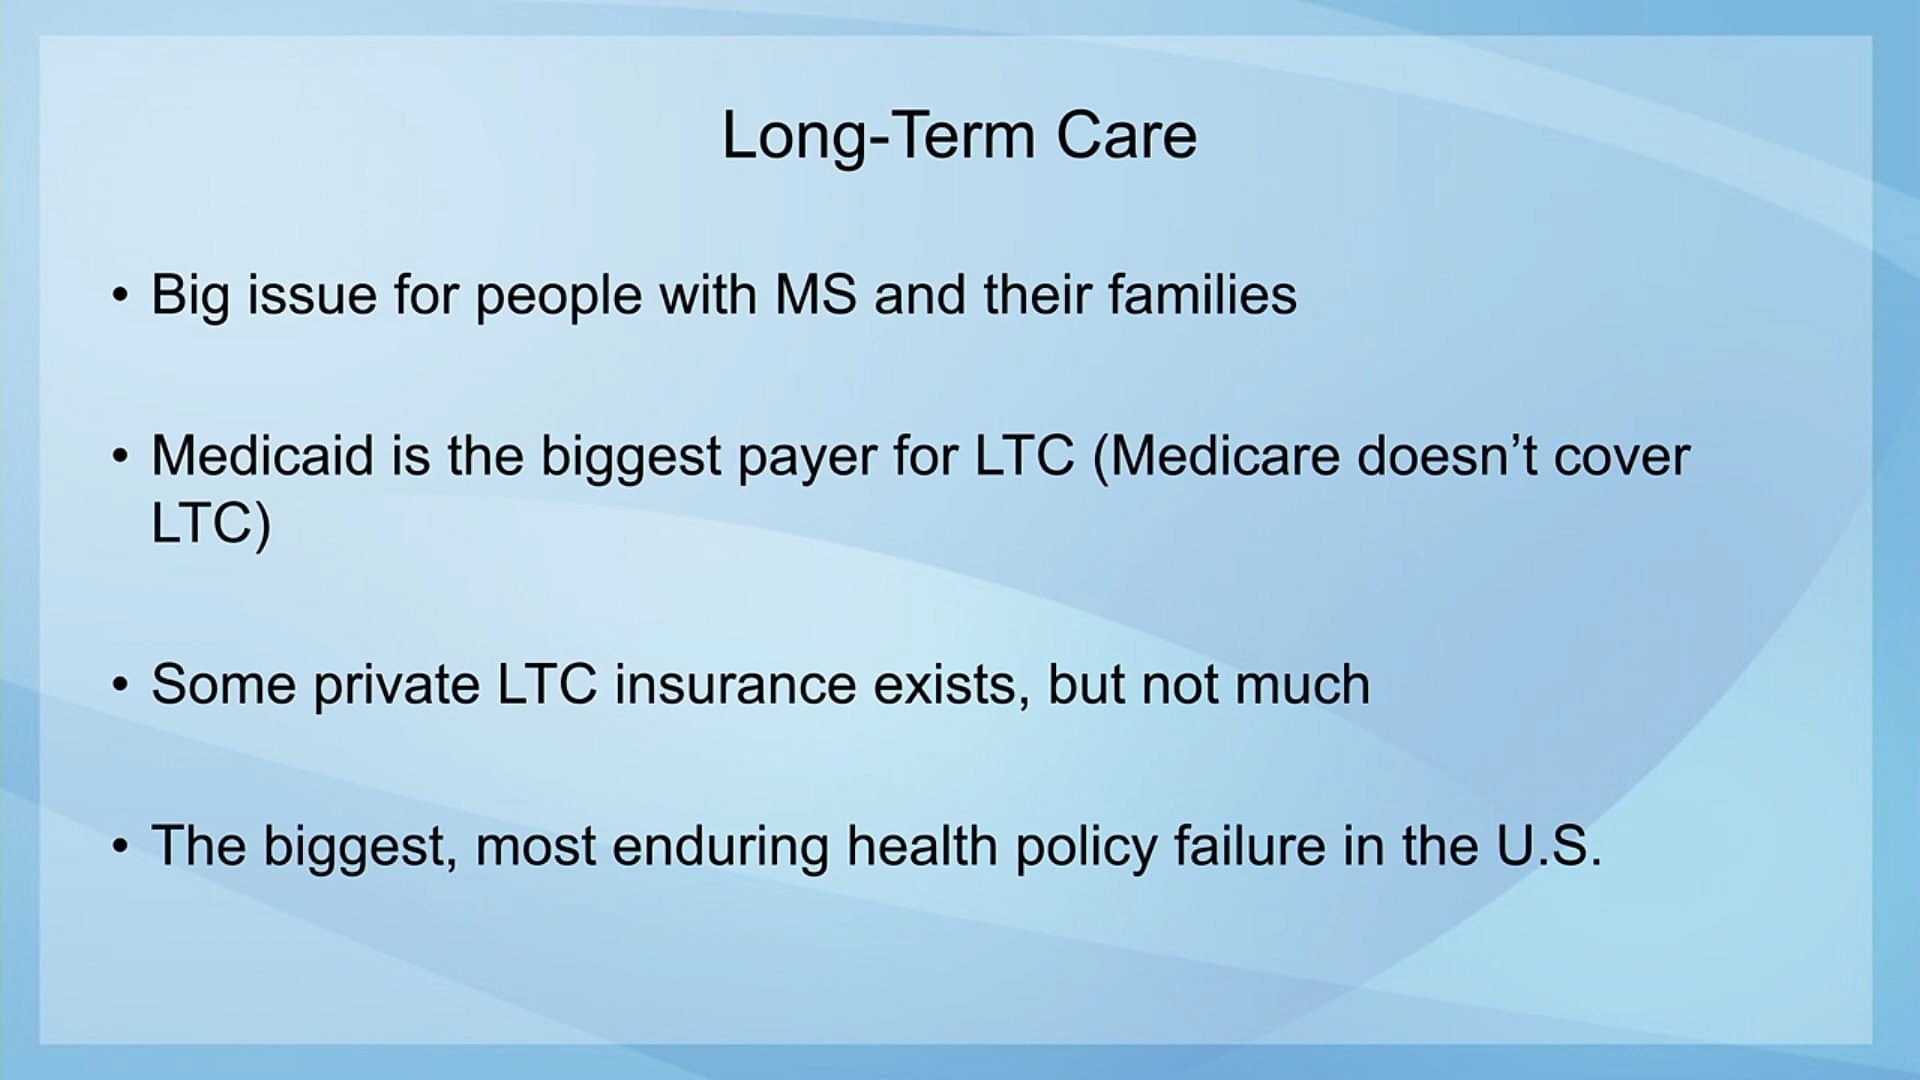 Long-Term Care
• Big issue for people with MS and their families
• Medicaid is the biggest payer for LTC (Medicare doesn’t cover
LTC)
• Some private LTC insurance exists, but not much
• The biggest, most enduring health policy failure in the U.S.